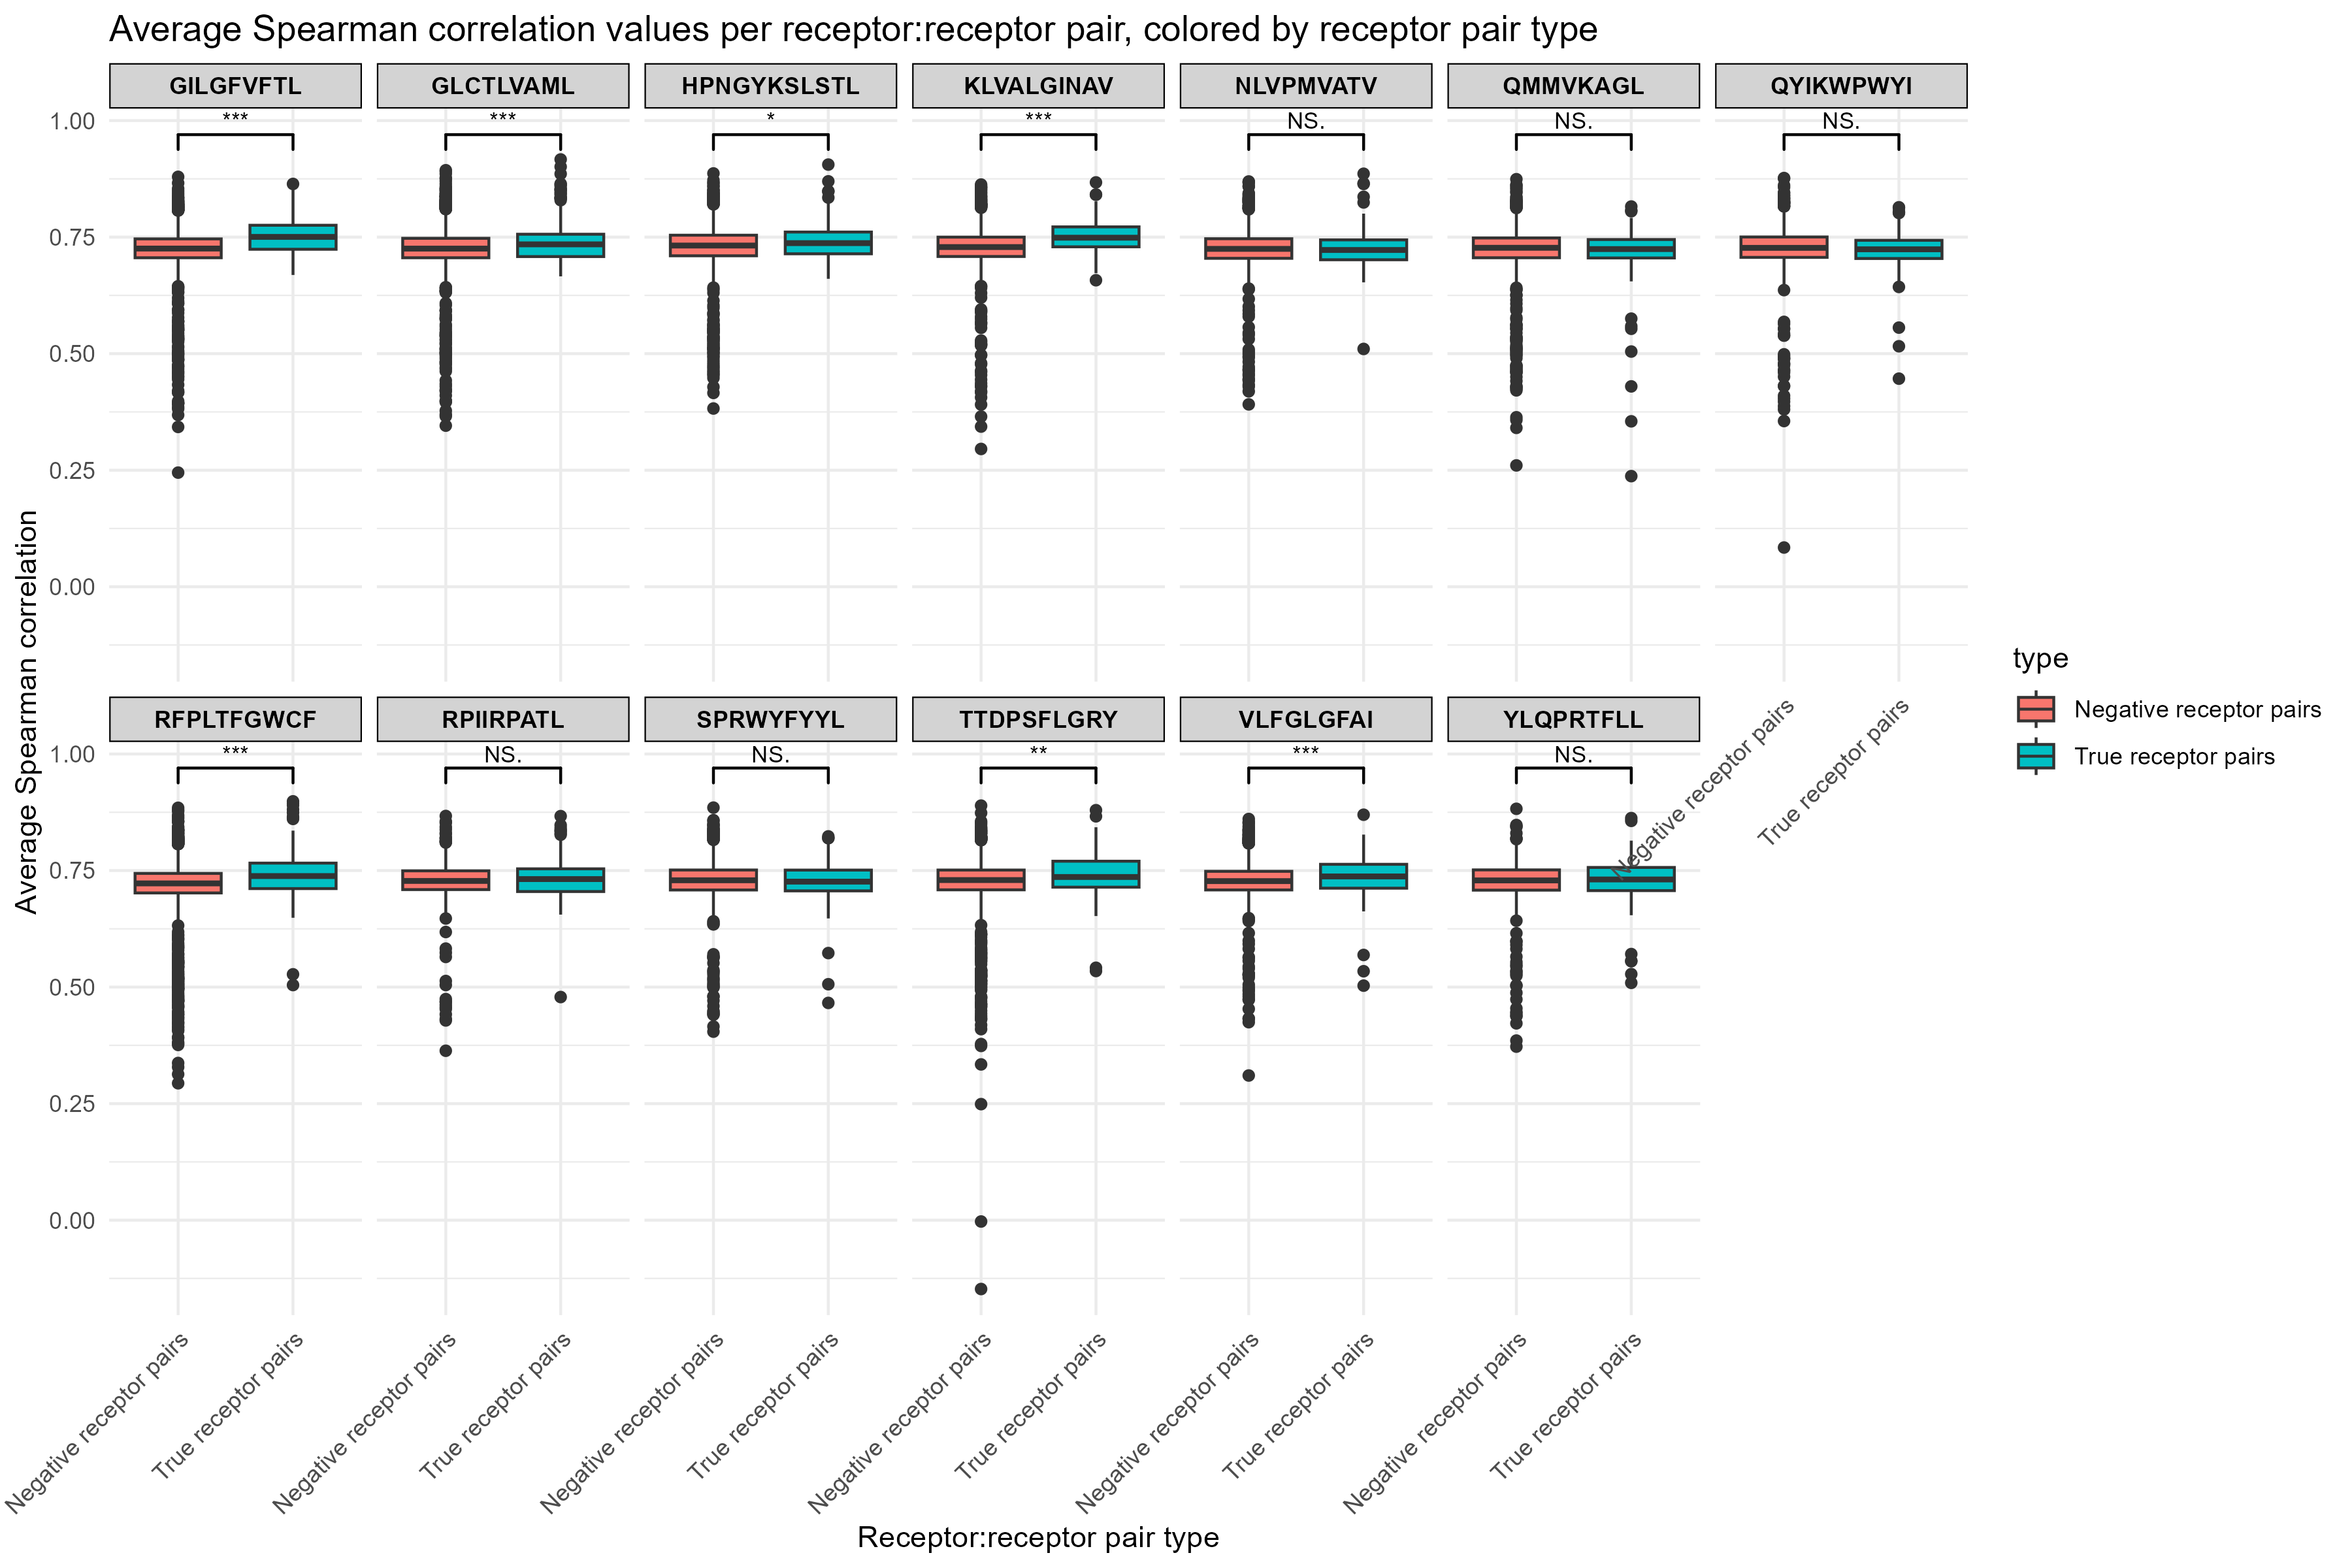 Average Spearman correlation values per receptor:receptor pair, colored by receptor pair type
GILGFVFTL
GLCTLVAML
HPNGYKSLSTL
KLVALGINAV
NLVPMVATV
QMMVKAGL
QYIKWPWYI
***
***
*
***
NS.
NS.
NS.
1.00
0.75
0.50
0.25
0.00
Average Spearman correlation
Negative receptor pairs
True receptor pairs
RFPLTFGWCF
RPIIRPATL
SPRWYFYYL
TTDPSFLGRY
VLFGLGFAI
YLQPRTFLL
***
NS.
NS.
**
***
NS.
1.00
0.75
0.50
0.25
0.00
Negative receptor pairs
True receptor pairs
Negative receptor pairs
True receptor pairs
Negative receptor pairs
True receptor pairs
Negative receptor pairs
True receptor pairs
Negative receptor pairs
True receptor pairs
Negative receptor pairs
True receptor pairs
Receptor:receptor pair type
type
Negative receptor pairs
True receptor pairs